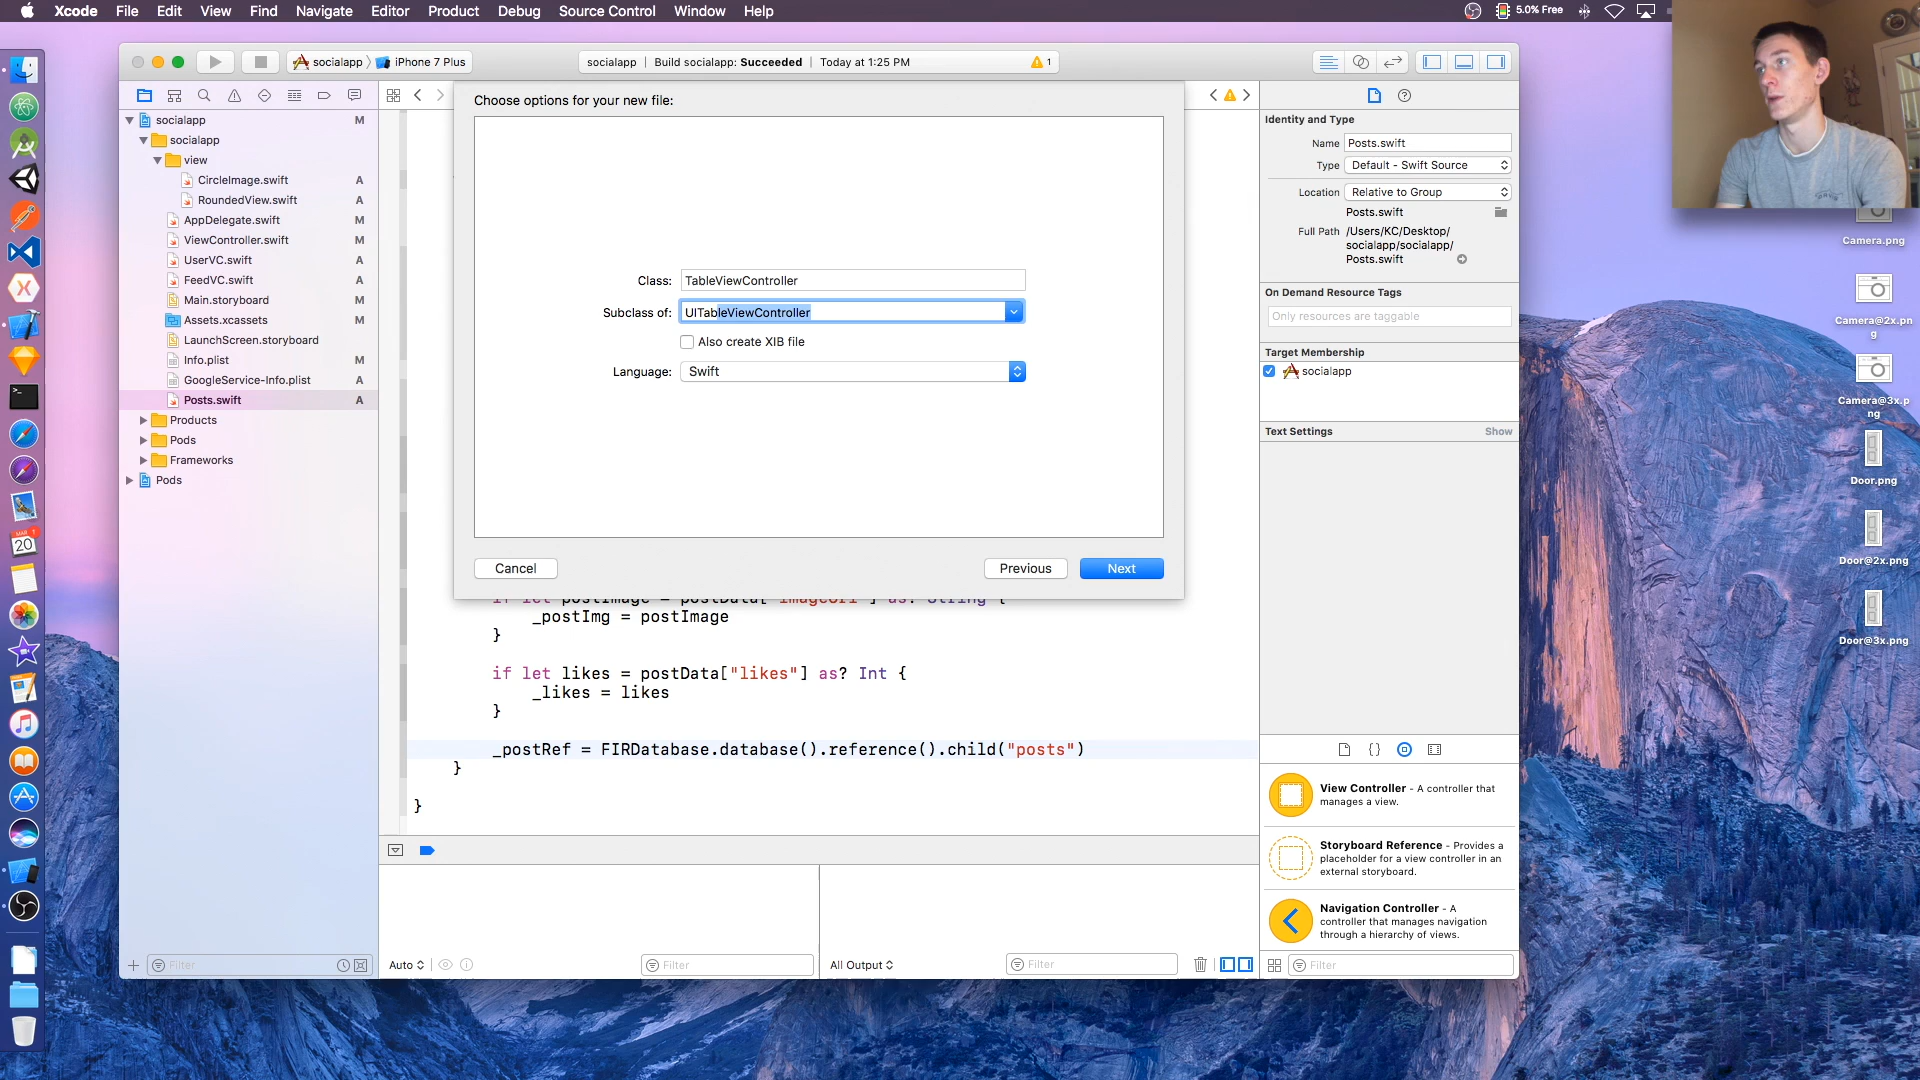 Xcode File Edit View Find Navigate Editor Product Debug Source Control Window Help
5.0% Free
socialapp iPhone 7 Plus
socialapp | Build socialapp: Succeeded | Today at 1:25 PM
1
Choose options for your new file:
Class: TableViewController
Subclass of: UITableViewController
Also create XIB file
Language: Swift
Cancel
Previous
Next
socialapp M
socialapp
view
CircleImage.swift A
RoundedView.swift A
AppDelegate.swift M
ViewController.swift M
UserVC.swift A
FeedVC.swift A
Main.storyboard M
Assets.xcassets M
LaunchScreen.storyboard
Info.plist M
GoogleService-Info.plist A
Posts.swift A
Products
Pods
Frameworks
Pods
_postImg = postImage
}
if let likes = postData["likes"] as? Int {
_likes = likes
}
_postRef = FIRDatabase.database().reference().child("posts")
}
}
Filter
Auto
Filter
All Output
Filter
Identity and Type
Name Posts.swift
Type Default - Swift Source
Location Relative to Group
Posts.swift
Full Path /Users/KC/Desktop/
socialapp/socialapp/
Posts.swift
On Demand Resource Tags
Only resources are taggable
Target Membership
socialapp
Text Settings Show
View Controller - A controller that
manages a view.
Storyboard Reference - Provides a
placeholder for a view controller in an
external storyboard.
Navigation Controller - A
controller that manages navigation
through a hierarchy of views.
Filter
Camera.png
Camera@2x.pn
g
Camera@3x.p
ng
Door.png
Door@2x.png
Door@3x.png
20